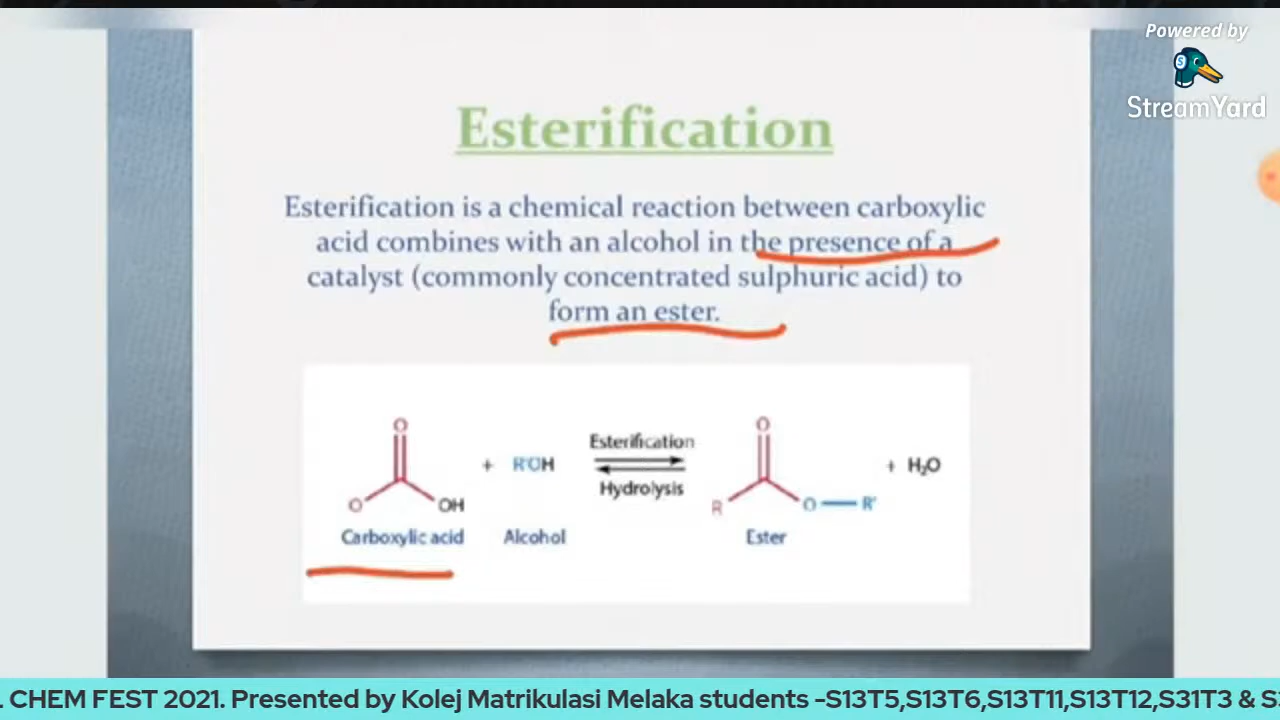 Powered by
StreamYard
Esterification
Esterification is a chemical reaction between carboxylic
acid combines with an alcohol in the presence of a
catalyst (commonly concentrated sulphuric acid) to
form an ester.
O
O
OH
Carboxylic acid
+
R'OH
Alcohol
Esterification
Hydrolysis
O
R
O
R'
Ester
+ H₂O
. CHEM FEST 2021. Presented by Kolej Matrikulasi Melaka students -S13T5,S13T6,S13T11,S13T12,S31T3 & S